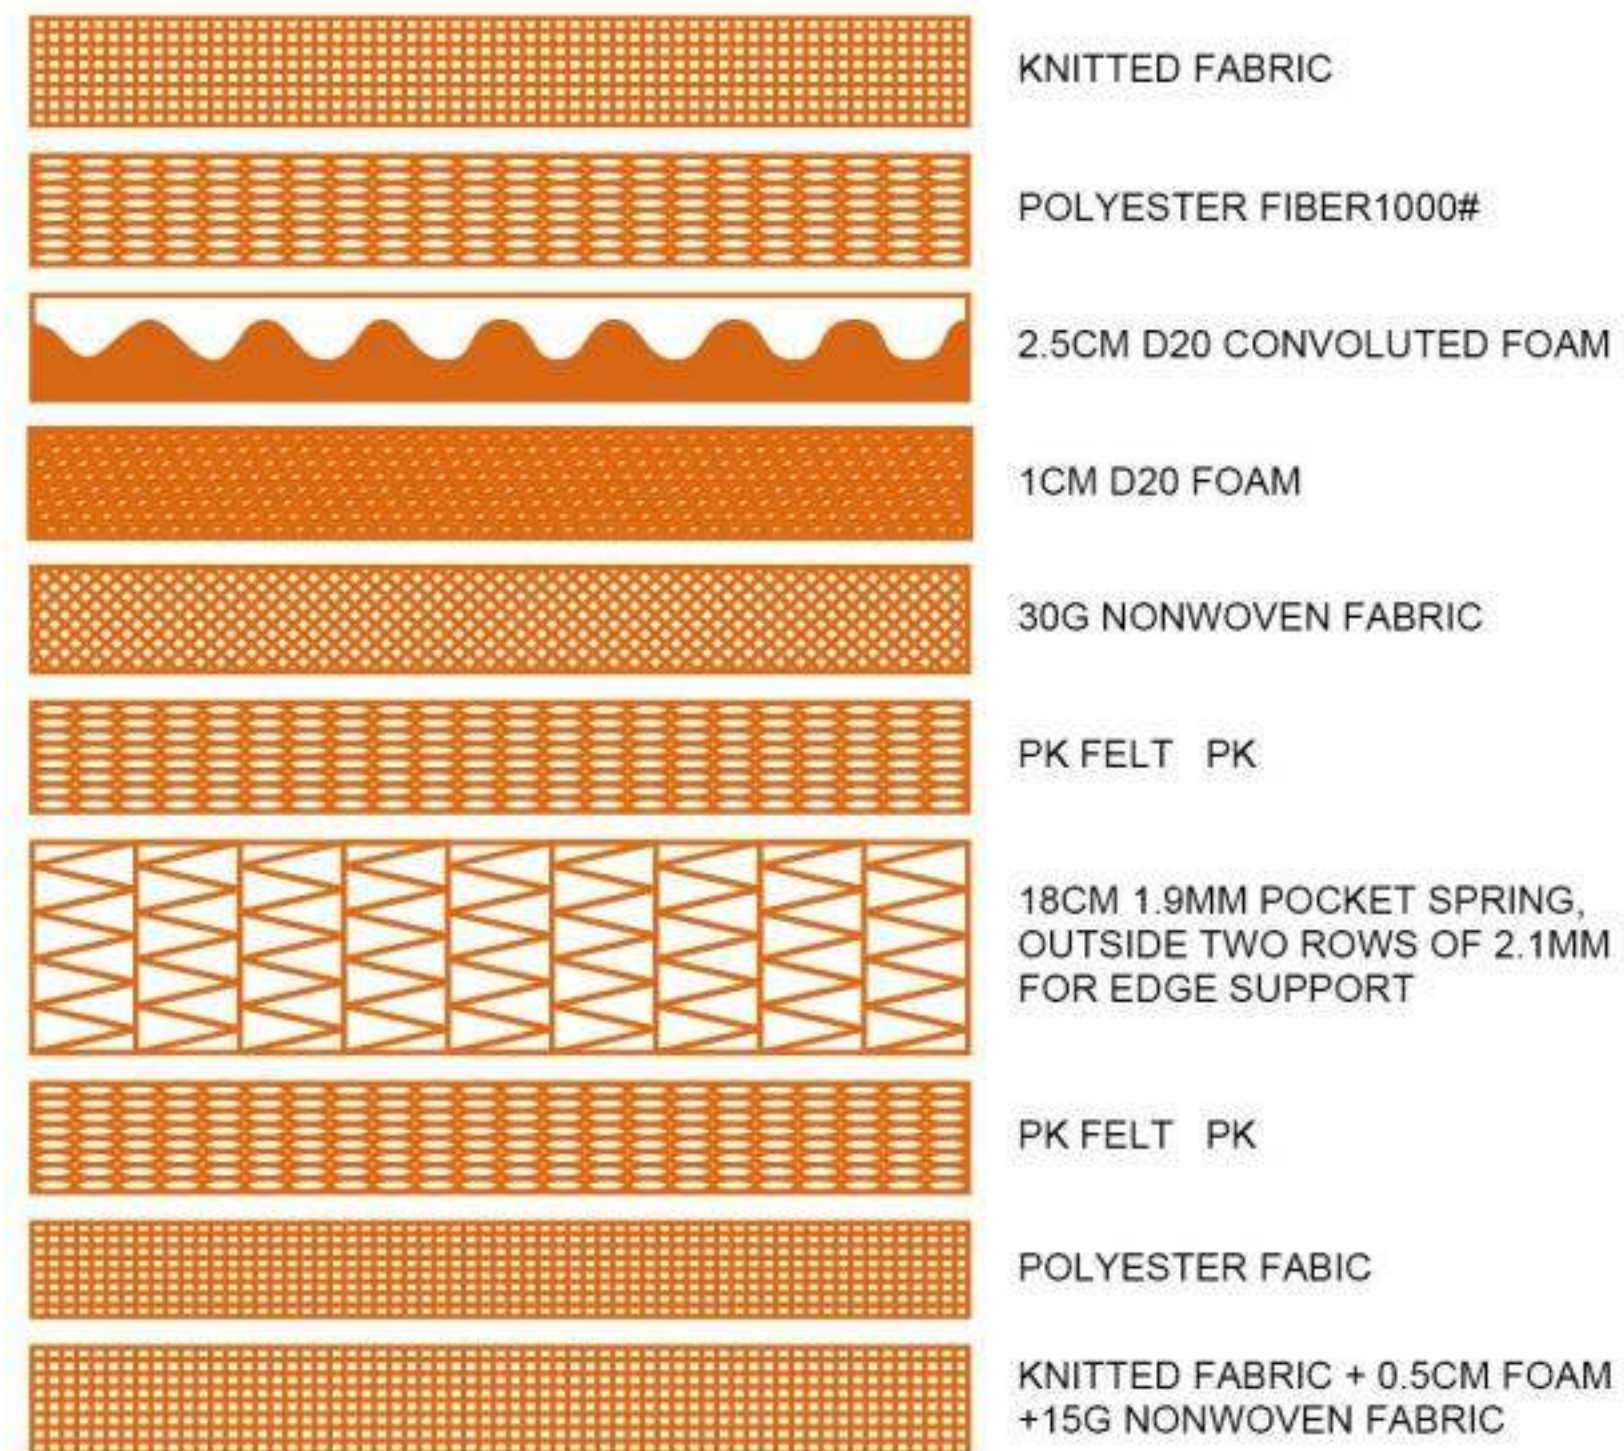 KNITTED FABRIC
POLYESTER FIBER1000#
2.5CM D20 CONVOLUTED FOAM
1CM D20 FOAM
30G NONWOVEN FABRIC
PK FELT PK
18CM 1.9MM POCKET SPRING,
OUTSIDE TWO ROWS OF 2.1MM
FOR EDGE SUPPORT
PK FELT PK
POLYESTER FABIC
KNITTED FABRIC + 0.5CM FOAM
+15G NONWOVEN FABRIC